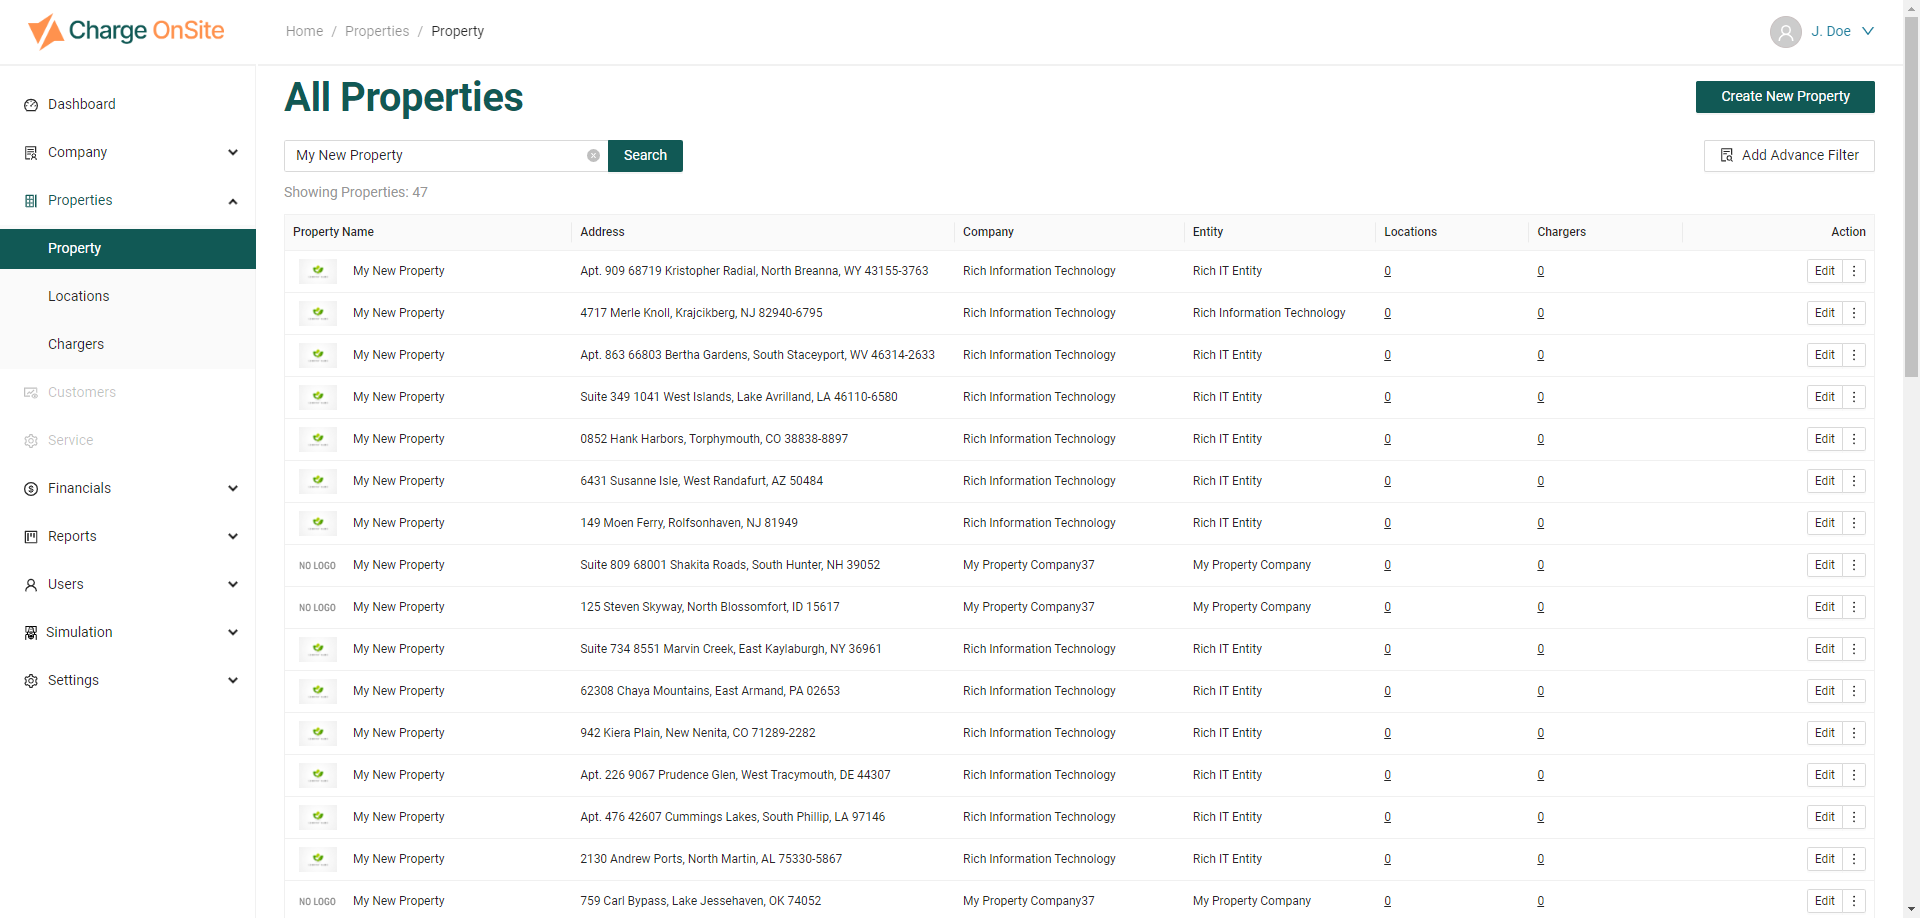 Charge OnSite
Home / Properties / Property
J. Doe
Dashboard
Company
Properties
Property
Locations
Chargers
Customers
Service
Financials
Reports
Users
Simulation
Settings
All Properties
Create New Property
My New Property
Search
Add Advance Filter
Showing Properties: 47
Property Name Address Company Entity Locations Chargers Action
My New Property Apt. 909 68719 Kristopher Radial, North Breanna, WY 43155-3763 Rich Information Technology Rich IT Entity 0 0 Edit
My New Property 4717 Merle Knoll, Krajcikberg, NJ 82940-6795 Rich Information Technology Rich Information Technology 0 0 Edit
My New Property Apt. 863 66803 Bertha Gardens, South Staceyport, WV 46314-2633 Rich Information Technology Rich IT Entity 0 0 Edit
My New Property Suite 349 1041 West Islands, Lake Avrilland, LA 46110-6580 Rich Information Technology Rich IT Entity 0 0 Edit
My New Property 0852 Hank Harbors, Torphymouth, CO 38838-8897 Rich Information Technology Rich IT Entity 0 0 Edit
My New Property 6431 Susanne Isle, West Randafurt, AZ 50484 Rich Information Technology Rich IT Entity 0 0 Edit
My New Property 149 Moen Ferry, Rolfsonhaven, NJ 81949 Rich Information Technology Rich IT Entity 0 0 Edit
NO LOGO My New Property Suite 809 68001 Shakita Roads, South Hunter, NH 39052 My Property Company37 My Property Company 0 0 Edit
NO LOGO My New Property 125 Steven Skyway, North Blossomfort, ID 15617 My Property Company37 My Property Company 0 0 Edit
My New Property Suite 734 8551 Marvin Creek, East Kaylaburgh, NY 36961 Rich Information Technology Rich IT Entity 0 0 Edit
My New Property 62308 Chaya Mountains, East Armand, PA 02653 Rich Information Technology Rich IT Entity 0 0 Edit
My New Property 942 Kiera Plain, New Nenita, CO 71289-2282 Rich Information Technology Rich IT Entity 0 0 Edit
My New Property Apt. 226 9067 Prudence Glen, West Tracymouth, DE 44307 Rich Information Technology Rich IT Entity 0 0 Edit
My New Property Apt. 476 42607 Cummings Lakes, South Phillip, LA 97146 Rich Information Technology Rich IT Entity 0 0 Edit
My New Property 2130 Andrew Ports, North Martin, AL 75330-5867 Rich Information Technology Rich IT Entity 0 0 Edit
NO LOGO My New Property 759 Carl Bypass, Lake Jessehaven, OK 74052 My Property Company37 My Property Company 0 0 Edit